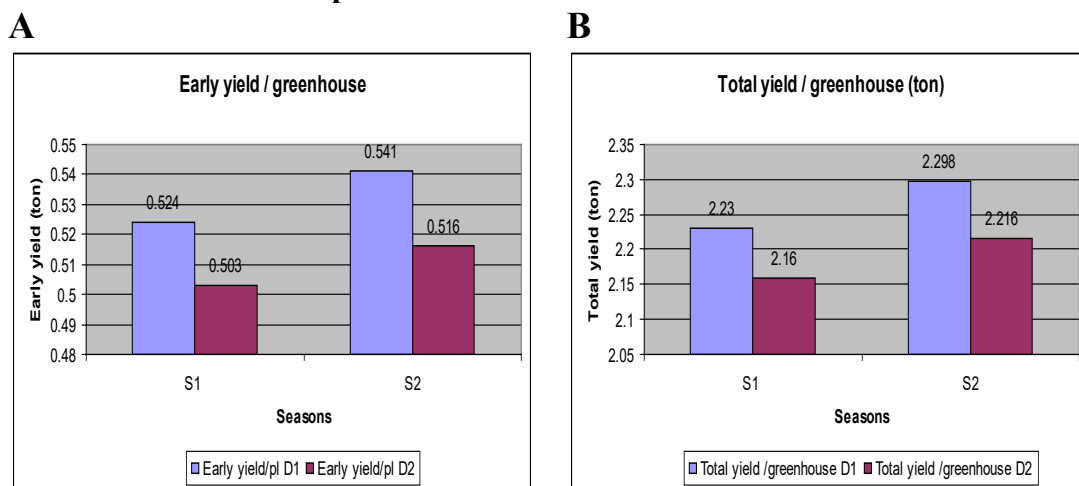 A
Early yield / greenhouse
Early yield (ton)
0.55
0.54
0.53
0.52
0.51
0.5
0.49
0.48
0.524
0.503
0.541
0.516
S1
S2
Seasons
Early yield/pl D1 Early yield/pl D2
B
Total yield / greenhouse (ton)
Total yield (ton)
2.35
2.3
2.25
2.2
2.15
2.1
2.05
2.23
2.16
2.298
2.216
S1
S2
Seasons
Total yield /greenhouse D1 Total yield /greenhouse D2